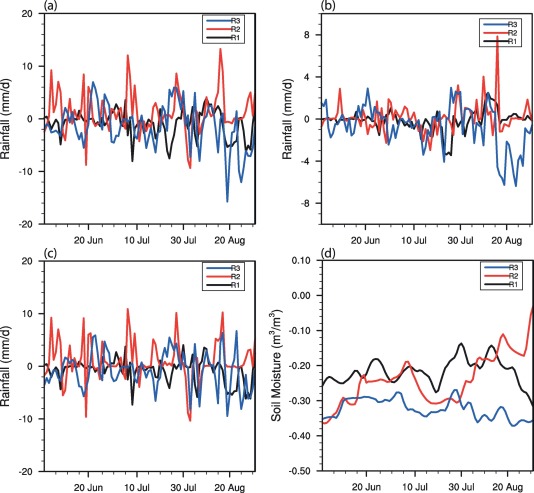 (a)
Rainfall (mm/d)
20
10
0
-10
-20
R3
R2
R1
20 Jun
10 Jul
30 Jul
20 Aug
(b)
Rainfall (mm/d)
8
4
0
-4
-8
R3
R2
R1
20 Jun
10 Jul
30 Jul
20 Aug
(c)
Rainfall (mm/d)
20
10
0
-10
-20
R3
R2
R1
20 Jun
10 Jul
30 Jul
20 Aug
(d)
Soil Moisture (m³/m³)
0.10
0.00
-0.10
-0.20
-0.30
-0.40
-0.50
R3
R2
R1
20 Jun
10 Jul
30 Jul
20 Aug